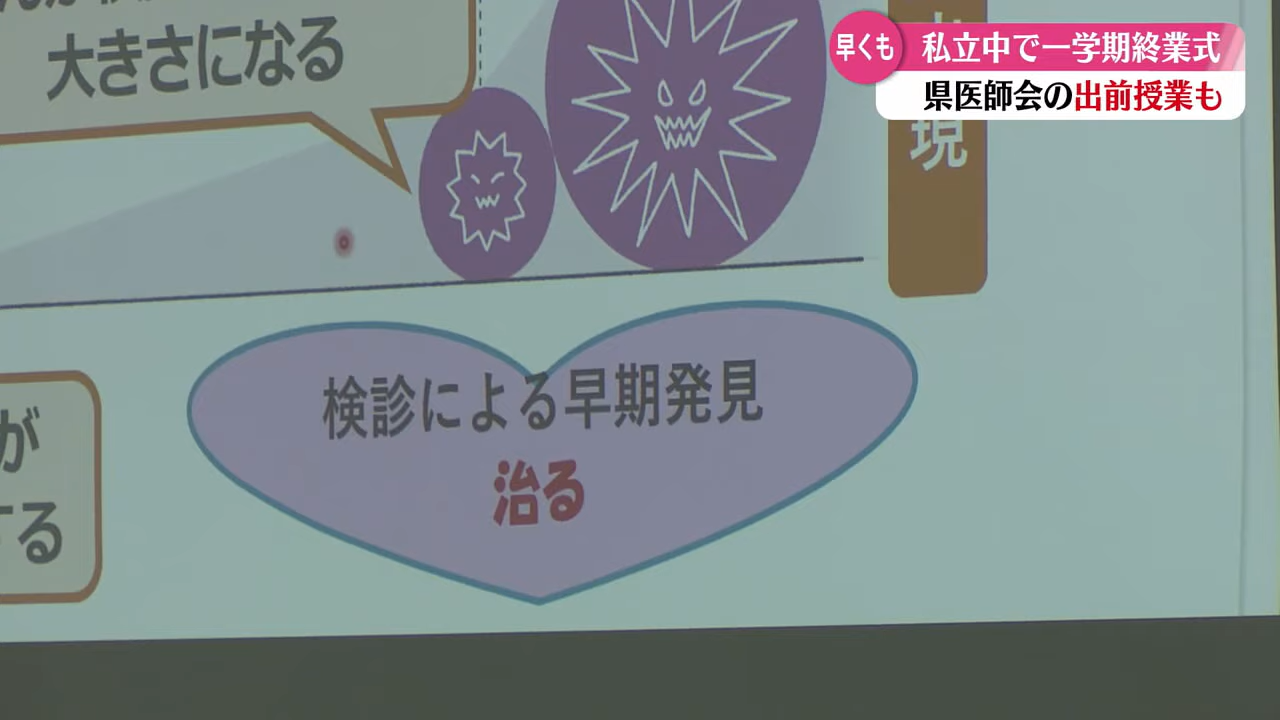 早くも
私立中で一学期終業式
県医師会の出前授業も
大きさになる
現
検診による早期発見
治る
が
する